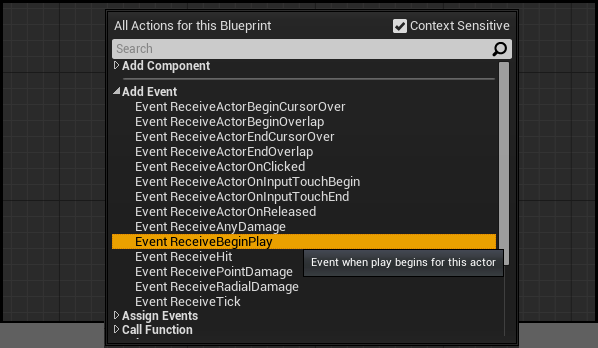 All Actions for this Blueprint
Context Sensitive
Search
Add Component
Add Event
Event ReceiveActorBeginCursorOver
Event ReceiveActorBeginOverlap
Event ReceiveActorEndCursorOver
Event ReceiveActorEndOverlap
Event ReceiveActorOnClicked
Event ReceiveActorOnInputTouchBegin
Event ReceiveActorOnInputTouchEnd
Event ReceiveActorOnReleased
Event ReceiveAnyDamage
Event ReceiveBeginPlay
Event ReceiveHit
Event when play begins for this actor
Event ReceivePointDamage
Event ReceiveRadialDamage
Event ReceiveTick
Assign Events
Call Function